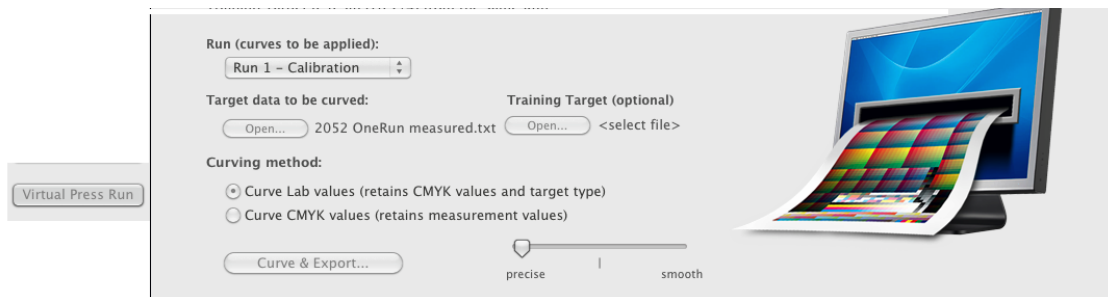 Run (curves to be applied):
Run 1 – Calibration
Target data to be curved:
Training Target (optional)
Open...
2052 OneRun measured.txt
Open...
<select file>
Curving method:
Virtual Press Run
Curve Lab values (retains CMYK values and target type)
Curve CMYK values (retains measurement values)
Curve & Export...
precise
smooth